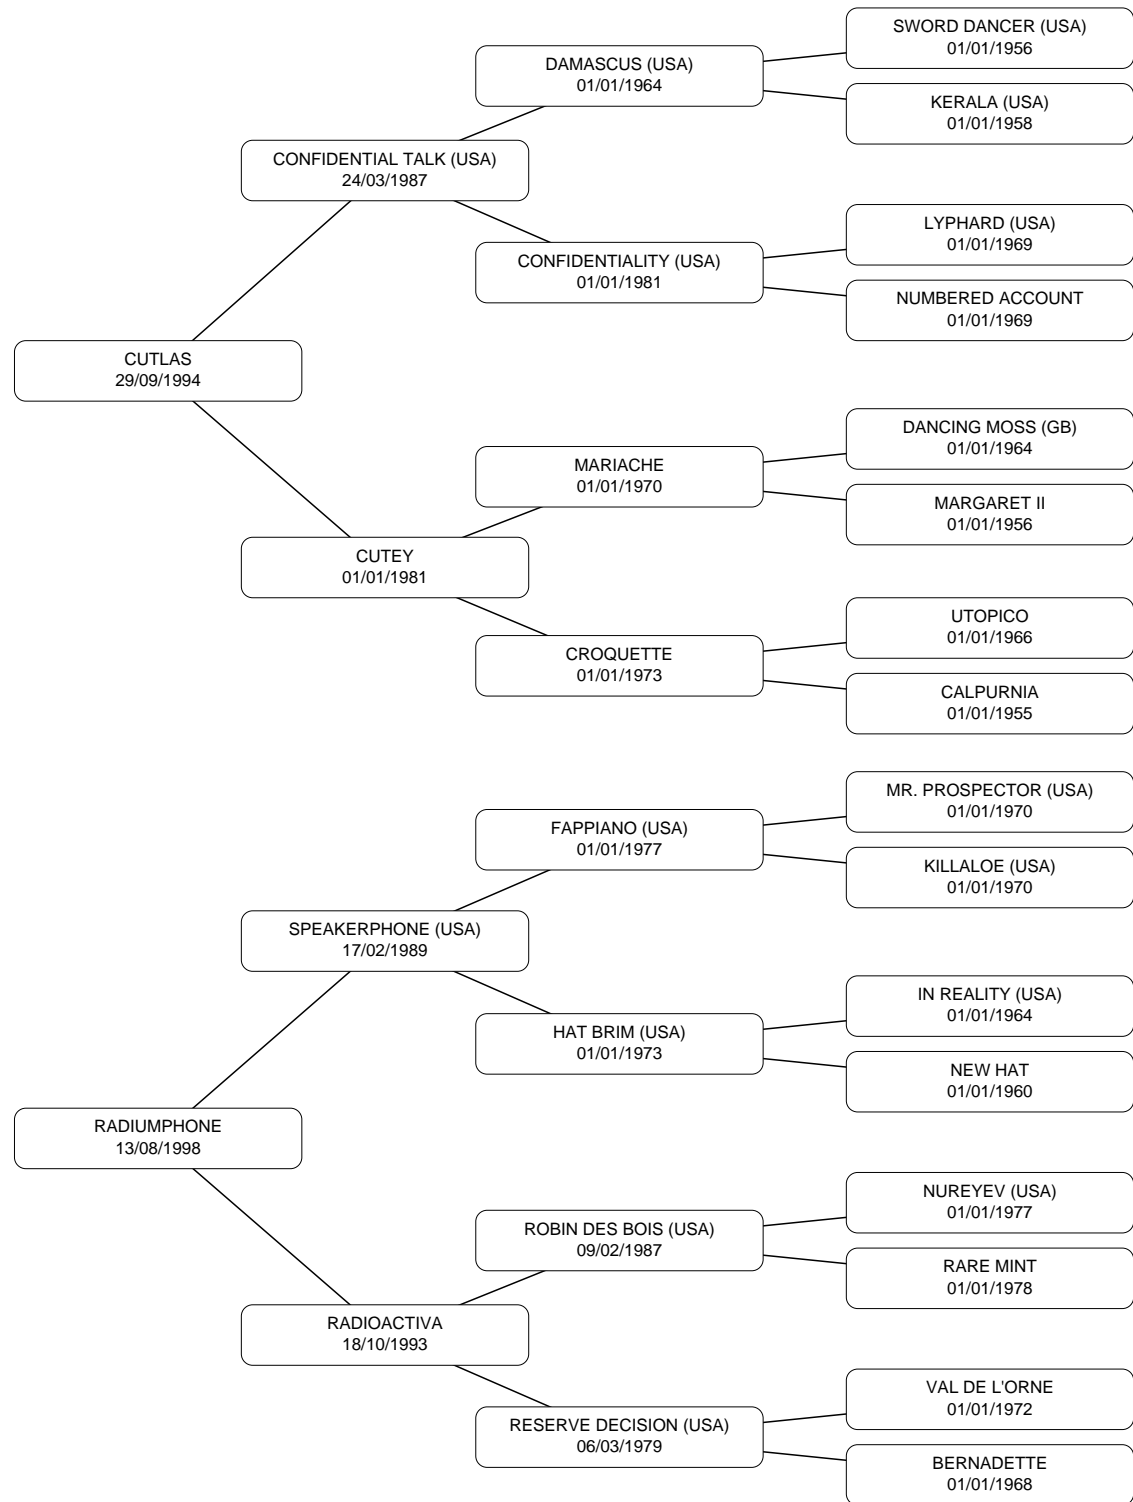 SWORD DANCER (USA)
01/01/1956
DAMASCUS (USA)
01/01/1964
KERALA (USA)
01/01/1958
CONFIDENTIAL TALK (USA)
24/03/1987
LYPHARD (USA)
01/01/1969
CONFIDENTIALITY (USA)
01/01/1981
NUMBERED ACCOUNT
01/01/1969
CUTLAS
29/09/1994
DANCING MOSS (GB)
01/01/1964
MARIACHE
01/01/1970
MARGARET II
01/01/1956
CUTEY
01/01/1981
UTOPICO
01/01/1966
CROQUETTE
01/01/1973
CALPURNIA
01/01/1955
MR. PROSPECTOR (USA)
01/01/1970
FAPPIANO (USA)
01/01/1977
KILLALOE (USA)
01/01/1970
SPEAKERPHONE (USA)
17/02/1989
IN REALITY (USA)
01/01/1964
HAT BRIM (USA)
01/01/1973
NEW HAT
01/01/1960
RADIUMPHONE
13/08/1998
NUREYEV (USA)
01/01/1977
ROBIN DES BOIS (USA)
09/02/1987
RARE MINT
01/01/1978
RADIOACTIVA
18/10/1993
VAL DE L'ORNE
01/01/1972
RESERVE DECISION (USA)
06/03/1979
BERNADETTE
01/01/1968